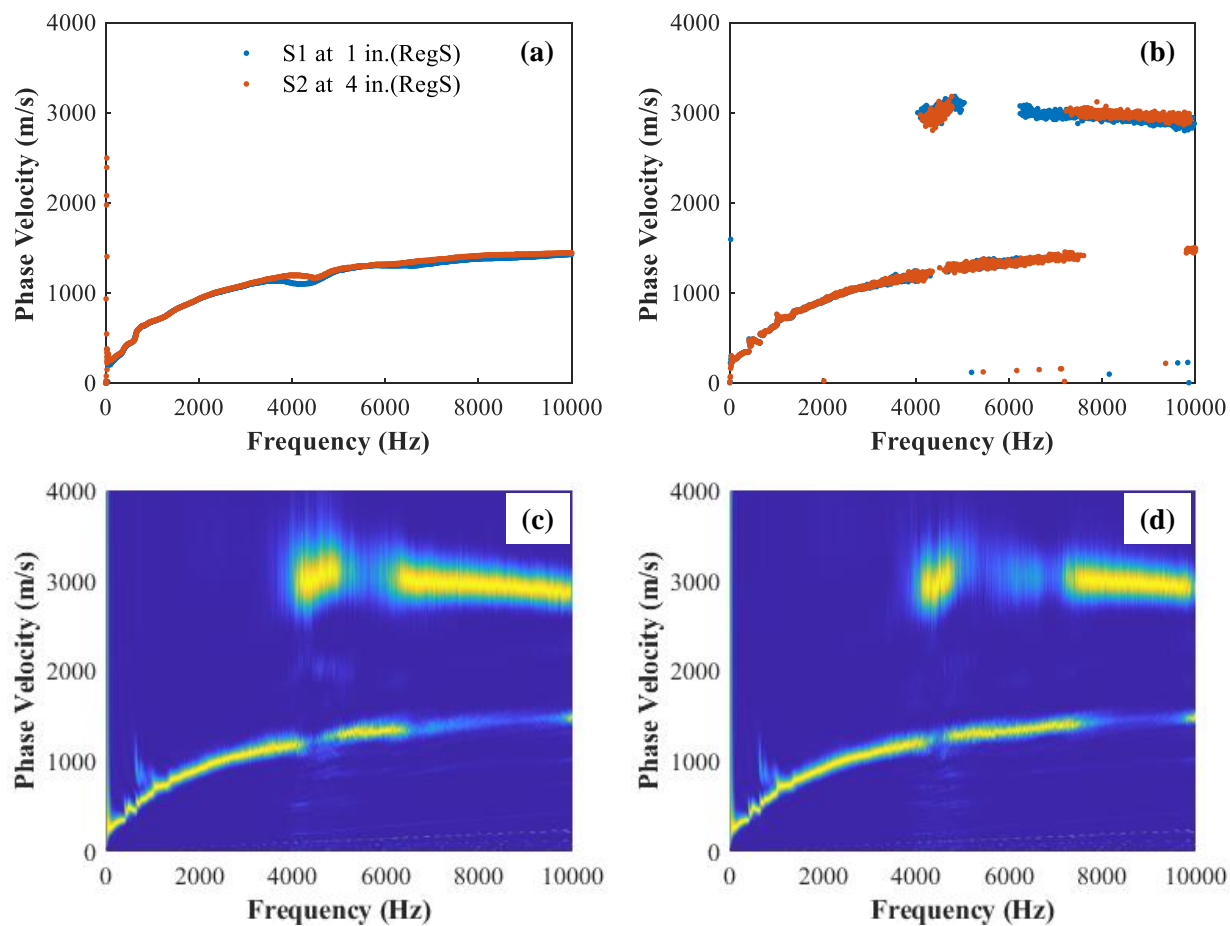 4000
3000
2000
1000
0
Phase Velocity (m/s)
S1 at 1 in.(RegS)
S2 at 4 in.(RegS)
(a)
0 2000 4000 6000 8000 10000
Frequency (Hz)
4000
3000
2000
1000
0
Phase Velocity (m/s)
(b)
0 2000 4000 6000 8000 10000
Frequency (Hz)
4000
3000
2000
1000
0
Phase Velocity (m/s)
(c)
0 2000 4000 6000 8000 10000
Frequency (Hz)
4000
3000
2000
1000
0
Phase Velocity (m/s)
(d)
0 2000 4000 6000 8000 10000
Frequency (Hz)